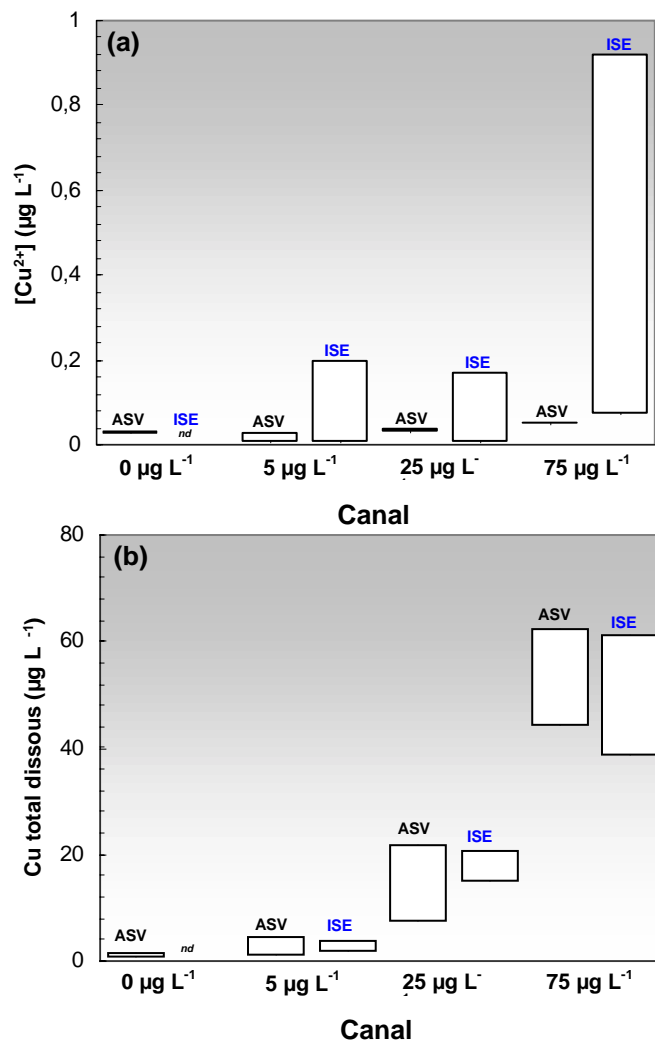 (a)
1
0,8
0,6
0,4
0,2
0
[Cu²⁺] (µg L⁻¹)
ISE
ISE
ISE
ASV ISE ASV ASV ASV
nd
0 µg L⁻¹ 5 µg L⁻¹ 25 µg L⁻ 75 µg L⁻¹
Canal
(b)
80
60
40
20
0
Cu total dissous (µg L ⁻¹)
ASV ISE
ASV ISE
ASV ISE
ASV nd
0 µg L⁻¹ 5 µg L⁻¹ 25 µg L⁻ 75 µg L⁻¹
Canal